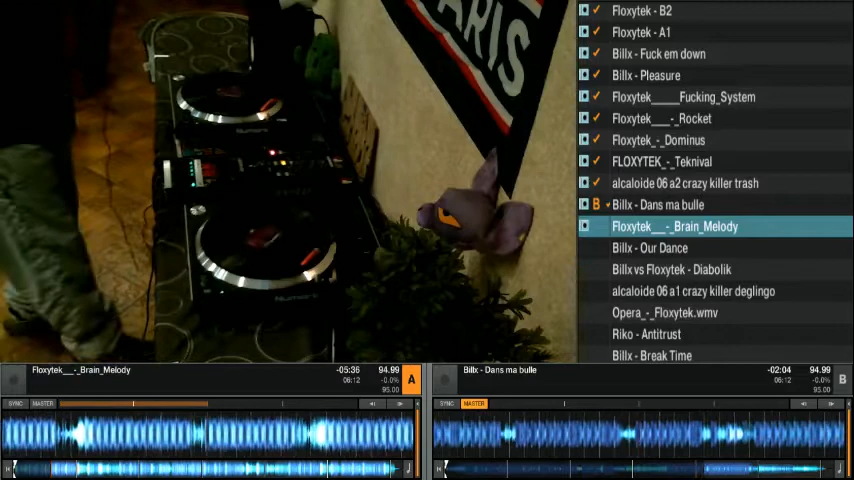 PARIS
Numark
Numark
Floxytek - B2
Floxytek - A1
Billx - Fuck em down
Billx - Pleasure
Floxytek_____Fucking_System
Floxytek___-_Rocket
Floxytek_-_Dominus
FLOXYTEK_-_Teknival
alcaloide 06 a2 crazy killer trash
B Billx - Dans ma bulle
Floxytek___-_Brain_Melody
Billx - Our Dance
Billx vs Floxytek - Diabolik
alcaloide 06 a1 crazy killer deglingo
Opera_-_Floxytek.wmv
Riko - Antitrust
Billx - Break Time
Floxytek___-_Brain_Melody -05:36 94.99 A
06:12 -0.0%
95.00
SYNC MASTER
Billx - Dans ma bulle -02:04 94.99 B
06:12 -0.0%
95.00
SYNC MASTER